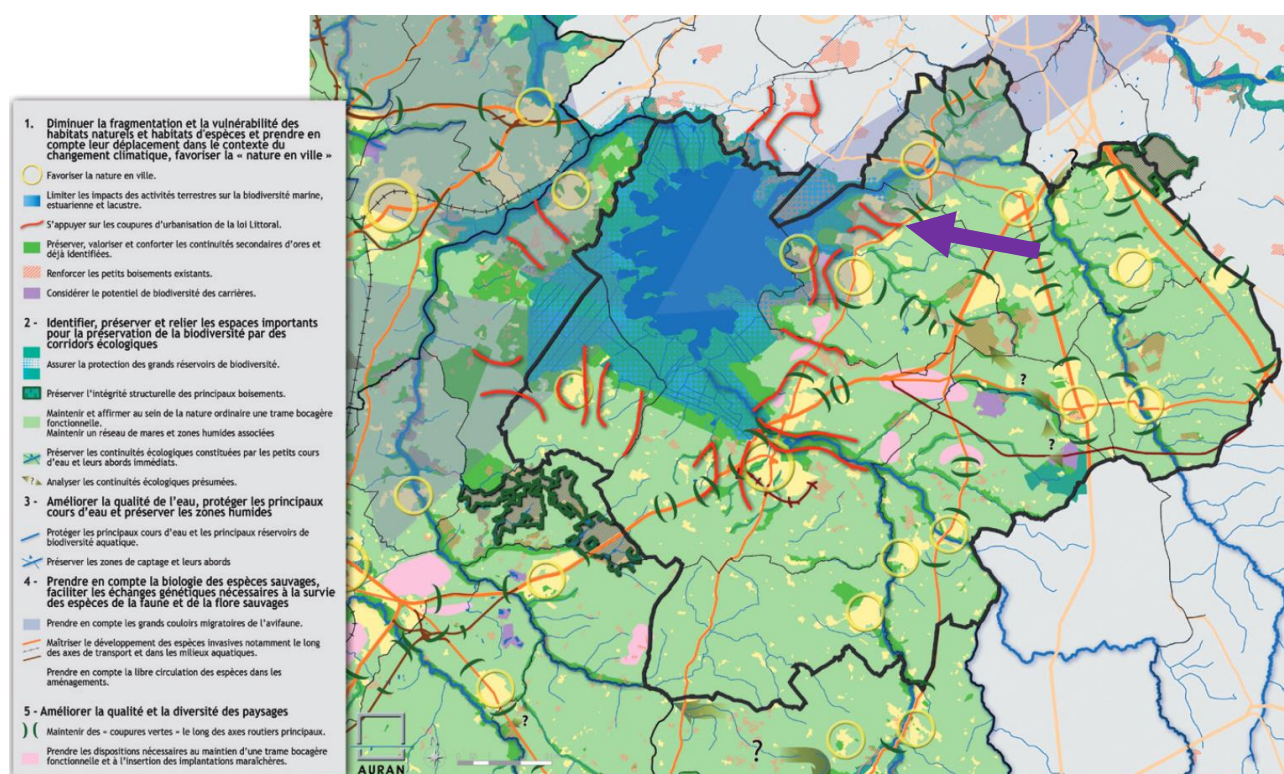 1. Diminuer la fragmentation et la vulnérabilité des
habitats naturels et habitats d'espèces et prendre en
compte leur déplacement dans le contexte du
changement climatique, favoriser la « nature en ville »
Favoriser la nature en ville.
Limiter les impacts des activités terrestres sur la biodiversité marine,
estuarienne et lacustre.
S'appuyer sur les coupures d'urbanisation de la loi Littoral.
Préserver, valoriser et conforter les continuités secondaires d'ores et
déjà identifiées.
Renforcer les petits boisements existants.
Considérer le potentiel de biodiversité des carrières.
2 - Identifier, préserver et relier les espaces importants
pour la préservation de la biodiversité par des
corridors écologiques
Assurer la protection des grands réservoirs de biodiversité.
Préserver l'intégrité structurelle des principaux boisements.
Maintenir et affirmer au sein de la nature ordinaire une trame bocagère
fonctionnelle.
Maintenir un réseau de mares et zones humides associées
Préserver les continuités écologiques constituées par les petits cours
d'eau et leurs abords immédiats.
? Analyser les continuités écologiques présumées.
3 - Améliorer la qualité de l'eau, protéger les principaux
cours d'eau et préserver les zones humides
Protéger les principaux cours d'eau et les principaux réservoirs de
biodiversité aquatique.
Préserver les zones de captage et leurs abords
4 - Prendre en compte la biologie des espèces sauvages,
faciliter les échanges génétiques nécessaires à la survie
des espèces de la faune et de la flore sauvages
Prendre en compte les grands couloirs migratoires de l'avifaune.
Maîtriser le développement des espèces invasives notamment le long
des axes de transport et dans les milieux aquatiques.
Prendre en compte la libre circulation des espèces dans les
aménagements.
5 - Améliorer la qualité et la diversité des paysages
Maintenir des « coupures vertes » le long des axes routiers principaux.
Prendre les dispositions nécessaires au maintien d'une trame bocagère
fonctionnelle et à l'insertion des implantations maraîchères.
?
?
?
?
?
AURAN